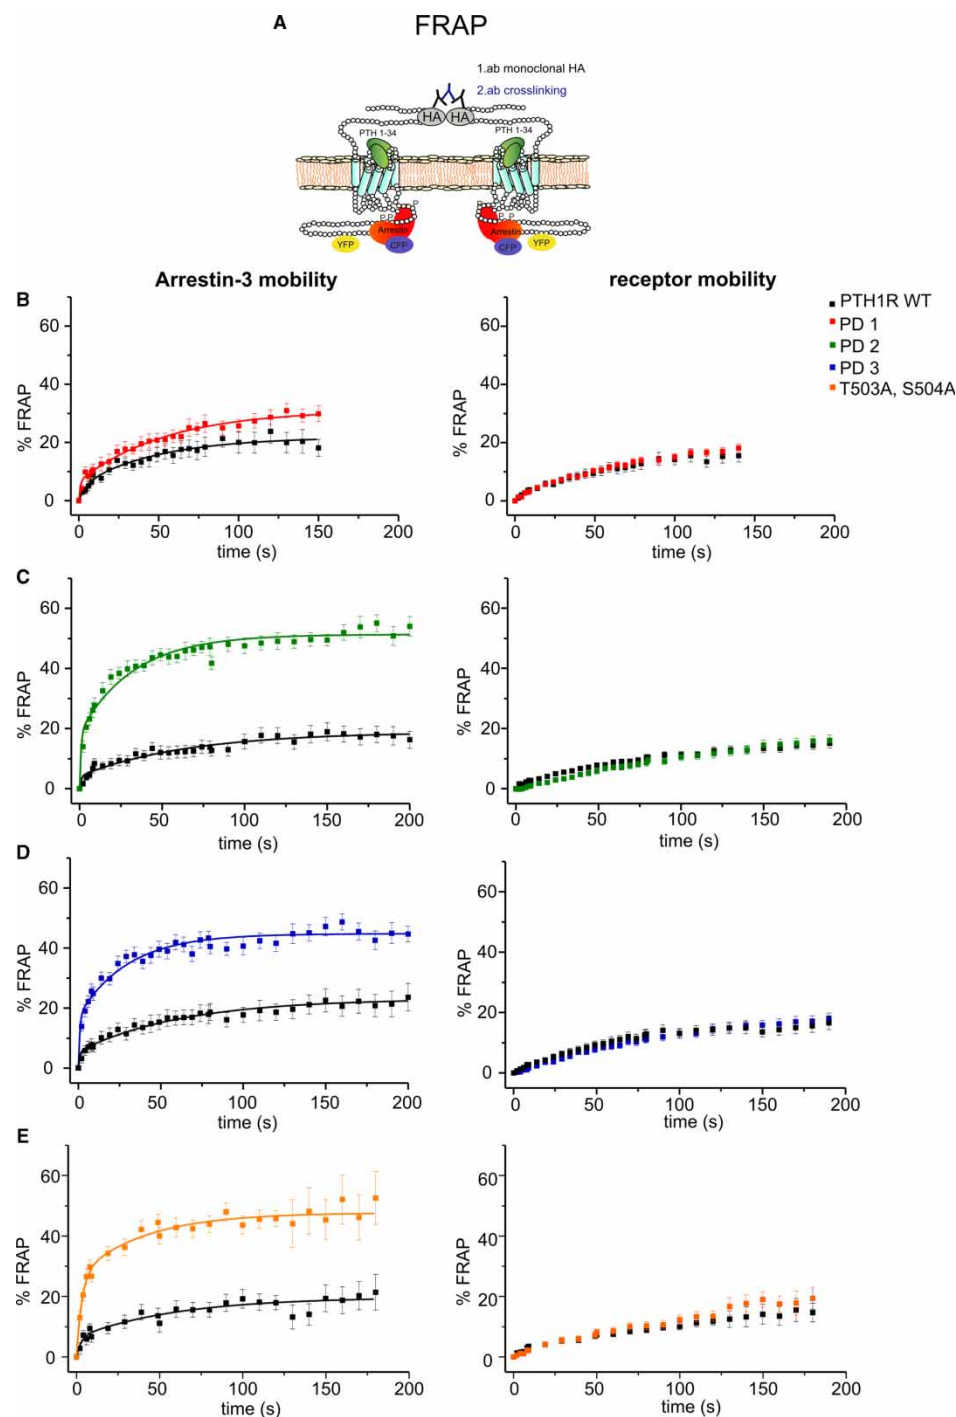 A
FRAP
1.ab monoclonal HA
2.ab crosslinking
HA HA
PTH 1-34 PTH 1-34
P P
P P P P
Arrestin Arrestin
YFP CFP CFP YFP
Arrestin-3 mobility receptor mobility
B
PTH1R WT
PD 1
PD 2
PD 3
T503A, S504A
% FRAP
60
40
20
0
0 50 100 150 200
time (s)
% FRAP
60
40
20
0
0 50 100 150 200
time (s)
C
% FRAP
60
40
20
0
0 50 100 150 200
time (s)
% FRAP
60
40
20
0
0 50 100 150 200
time (s)
D
% FRAP
60
40
20
0
0 50 100 150 200
time (s)
% FRAP
60
40
20
0
0 50 100 150 200
time (s)
E
% FRAP
60
40
20
0
0 50 100 150 200
time (s)
% FRAP
60
40
20
0
0 50 100 150 200
time (s)